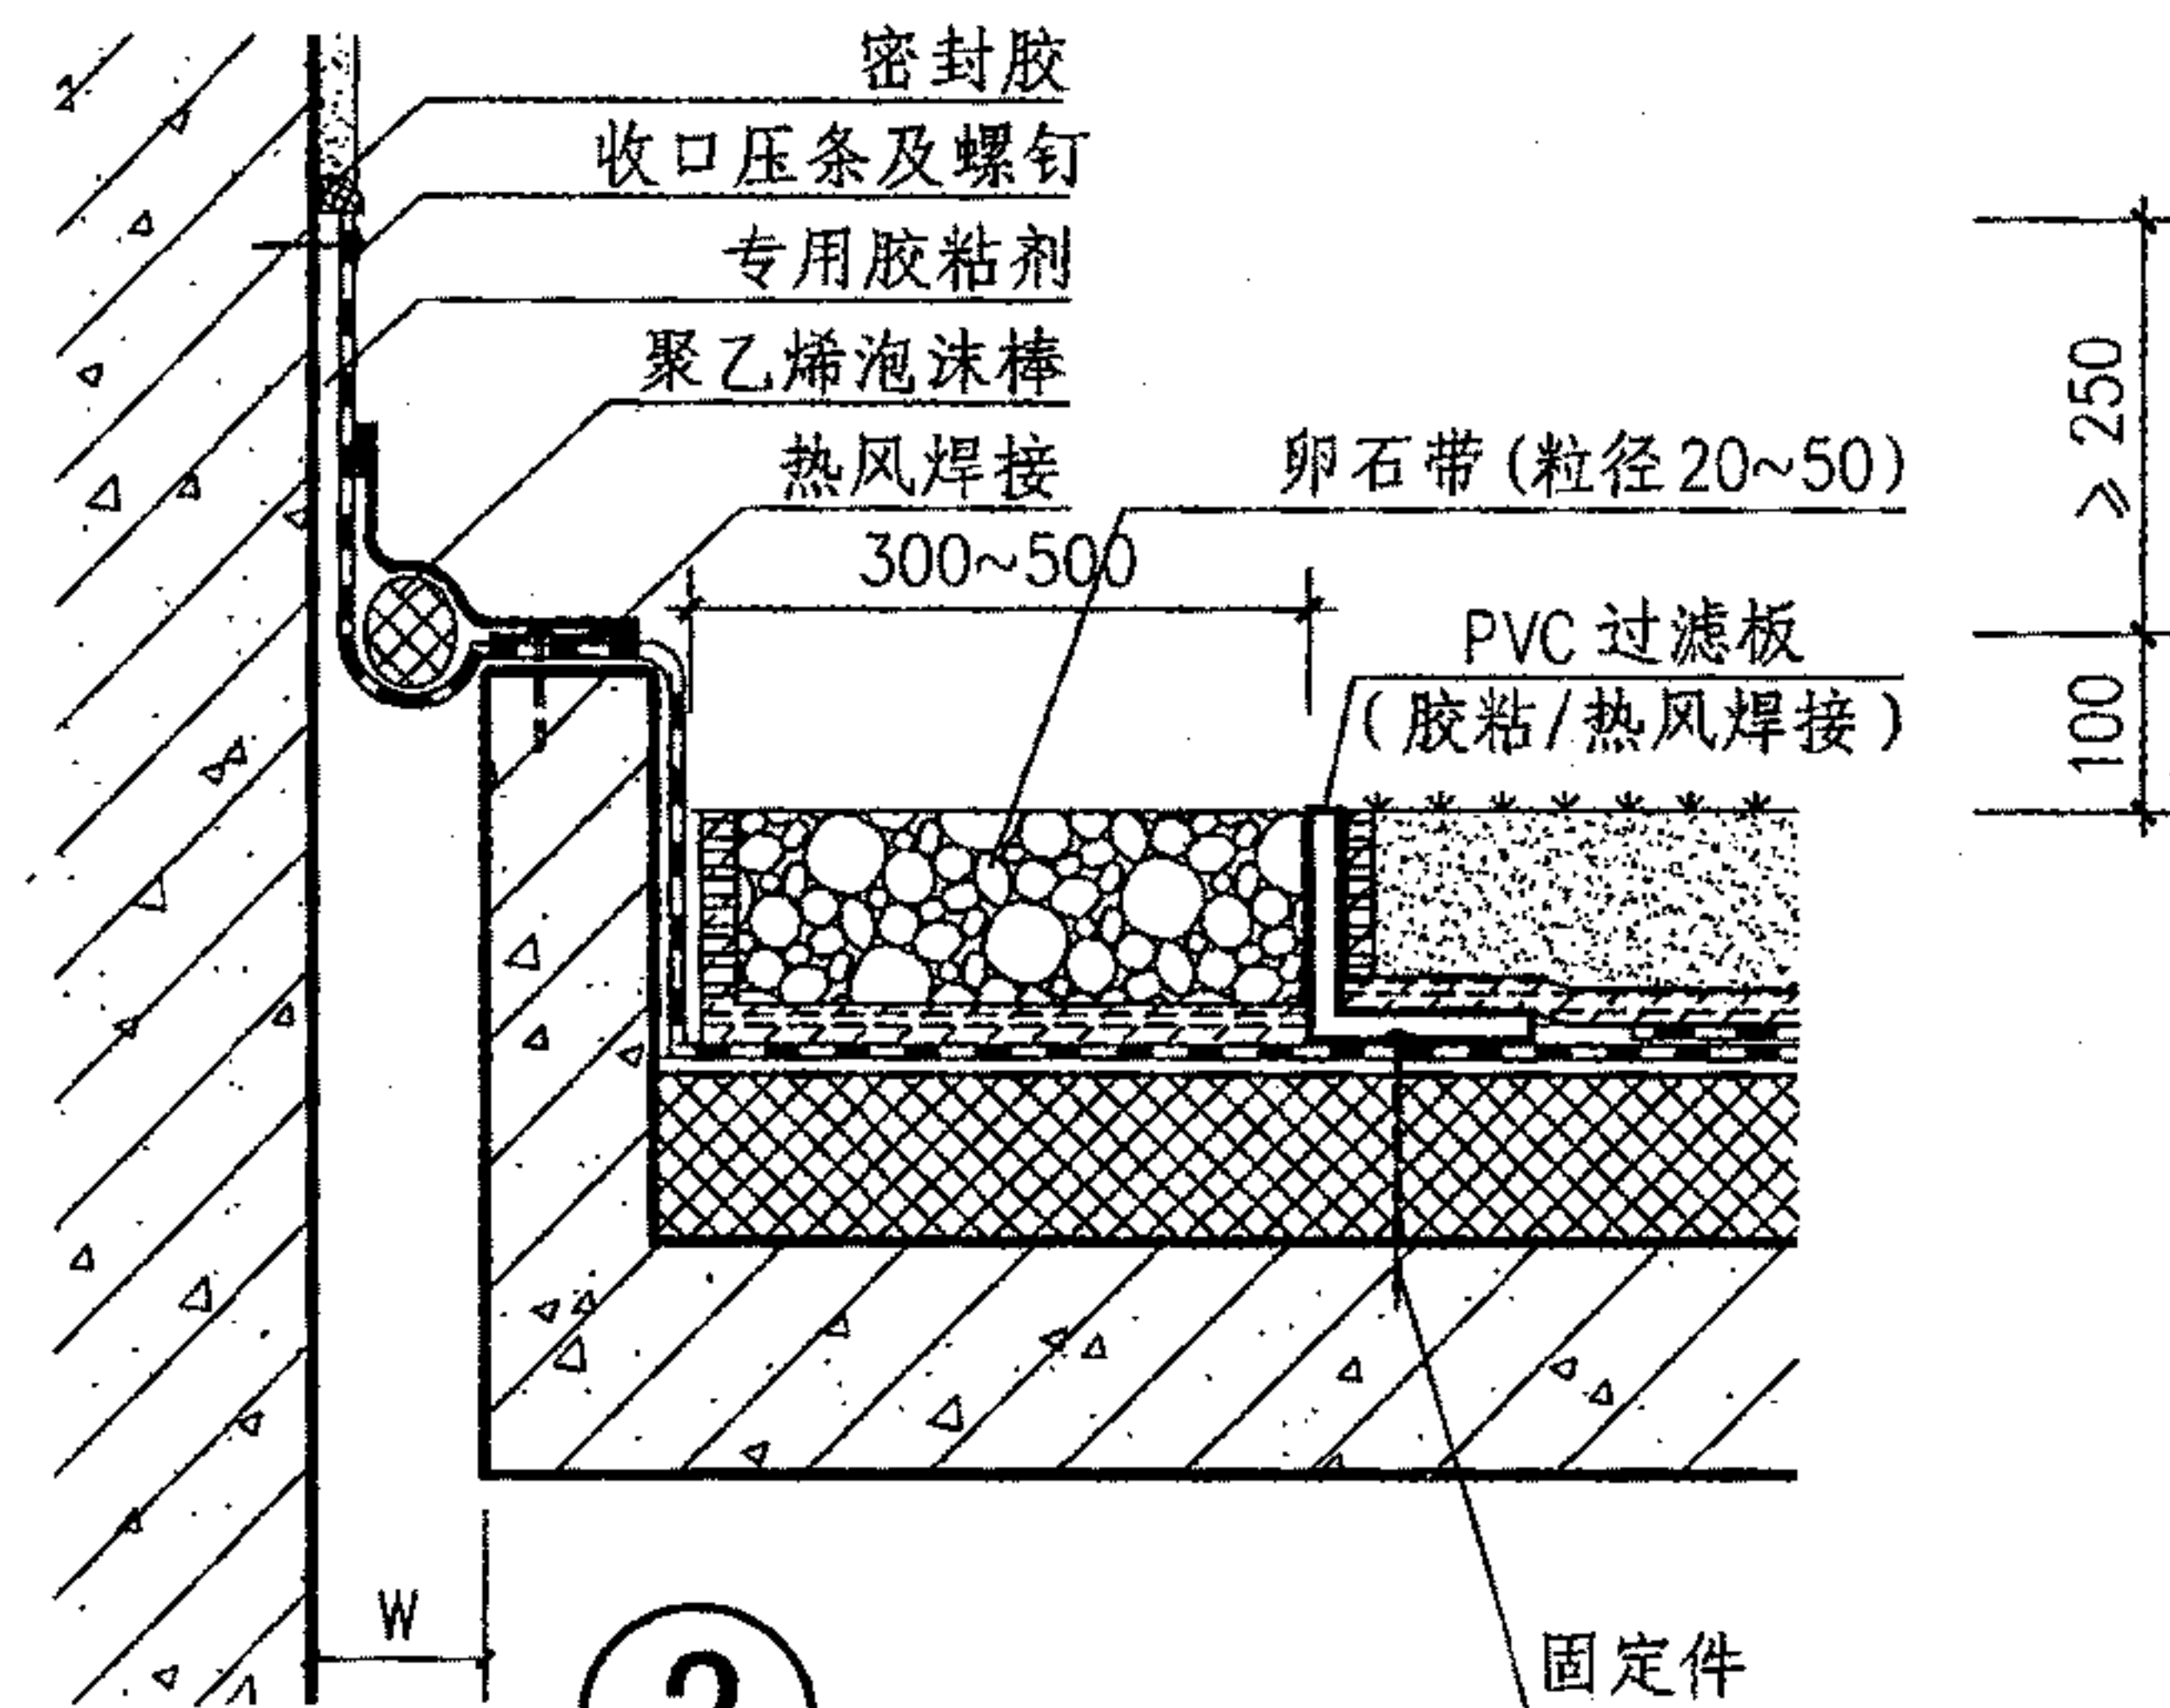 密封胶
收口压条及螺钉
专用胶粘剂
聚乙烯泡沫棒
热风焊接
卵石带(粒径20~50)
300~500
PVC 过滤板
(胶粘/热风焊接)
≥250
100
W
2
固定件